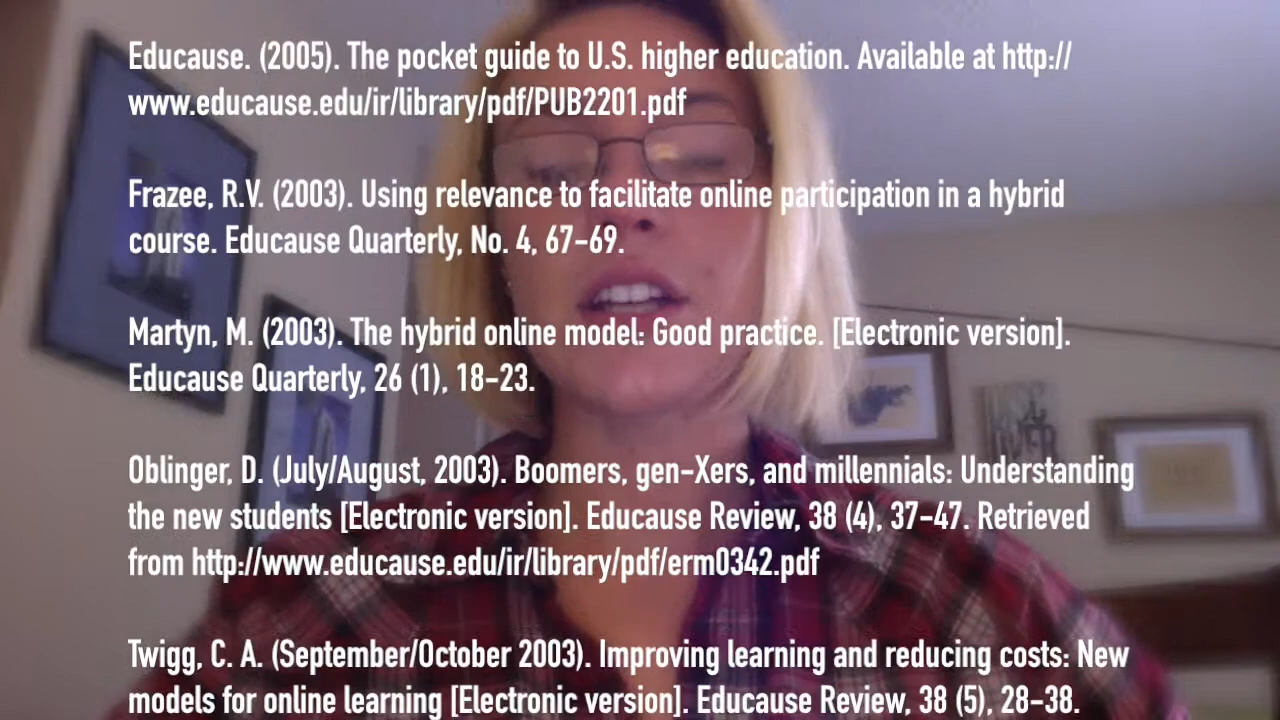 Educause. (2005). The pocket guide to U.S. higher education. Available at http://
www.educause.edu/ir/library/pdf/PUB2201.pdf
Frazee, R.V. (2003). Using relevance to facilitate online participation in a hybrid
course. Educause Quarterly, No. 4, 67-69.
Martyn, M. (2003). The hybrid online model: Good practice. [Electronic version].
Educause Quarterly, 26 (1), 18-23.
Oblinger, D. (July/August, 2003). Boomers, gen-Xers, and millennials: Understanding
the new students [Electronic version]. Educause Review, 38 (4), 37-47. Retrieved
from http://www.educause.edu/ir/library/pdf/erm0342.pdf
Twigg, C. A. (September/October 2003). Improving learning and reducing costs: New
models for online learning [Electronic version]. Educause Review, 38 (5), 28-38.